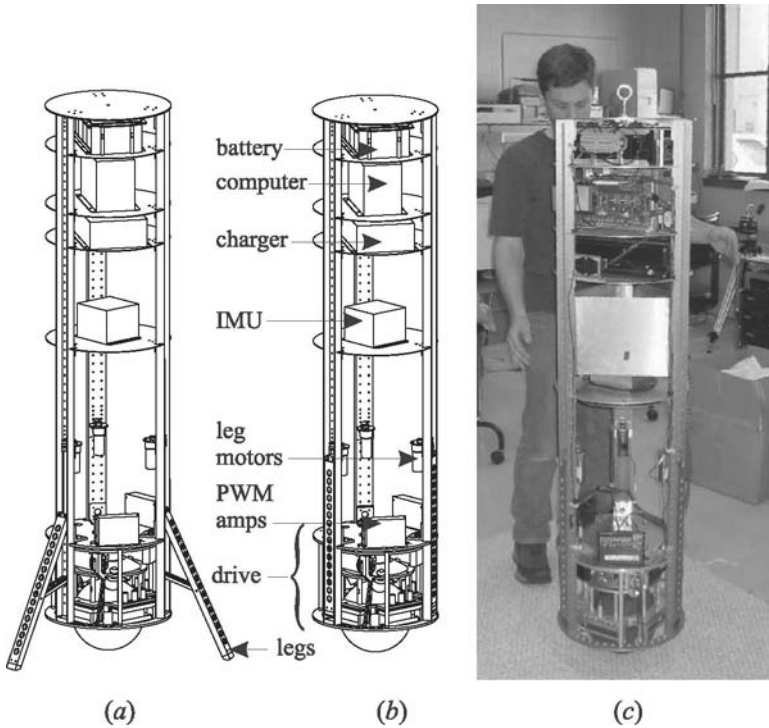 battery
computer
charger
IMU
leg
motors
PWM
amps
drive
legs
(a)
(b)
(c)